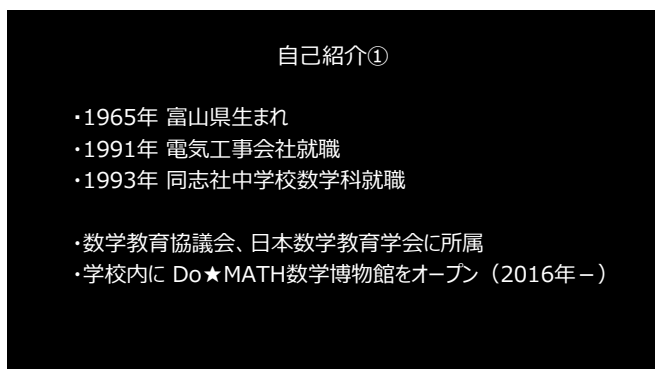 自己紹介①
・1965年 富山県生まれ
・1991年 電気工事会社就職
・1993年 同志社中学校数学科就職
・数学教育協議会、日本数学教育学会に所属
・学校内に Do★MATH数学博物館をオープン（2016年－）